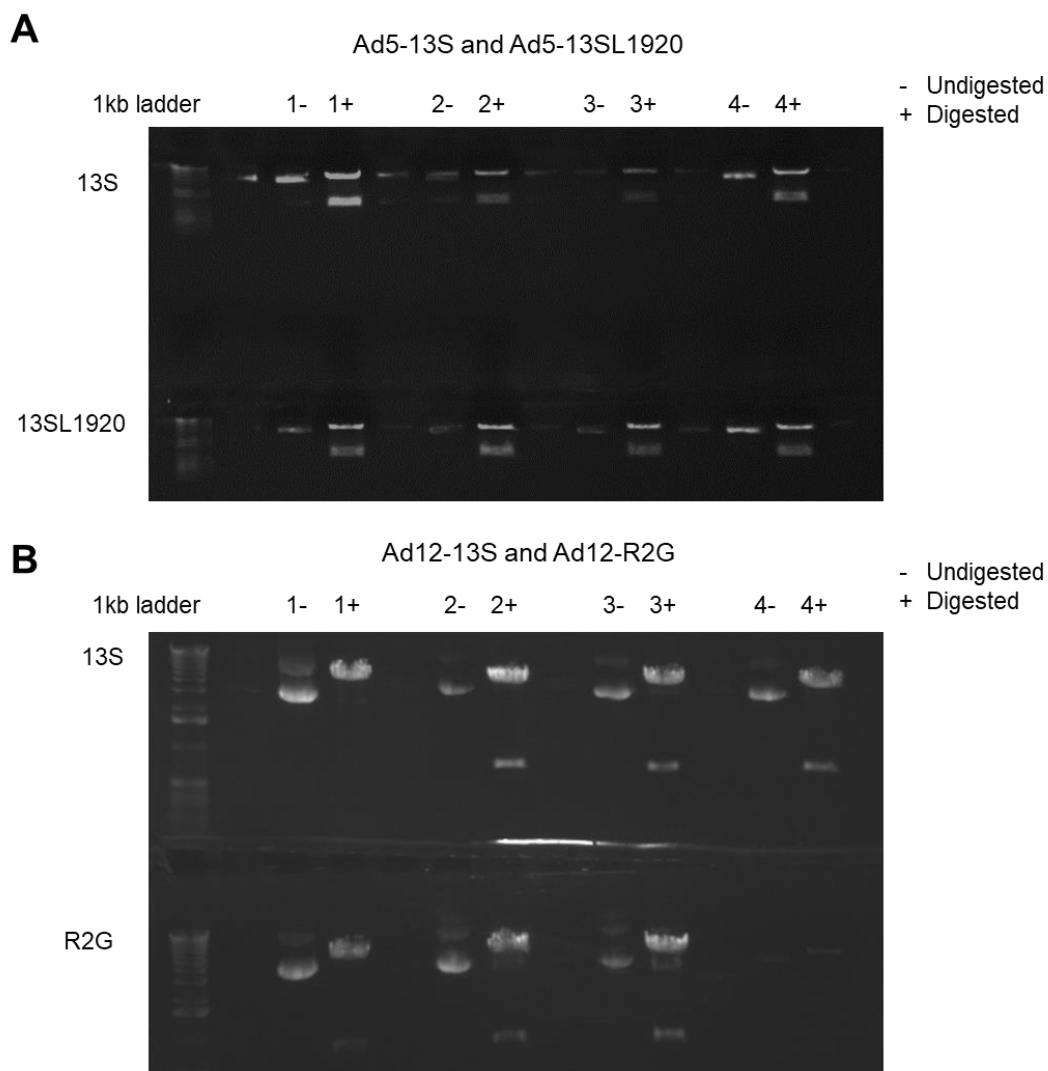 A
Ad5-13S and Ad5-13SL1920
- Undigested
+ Digested
1kb ladder 1- 1+ 2- 2+ 3- 3+ 4- 4+
13S
13SL1920
B
Ad12-13S and Ad12-R2G
- Undigested
+ Digested
1kb ladder 1- 1+ 2- 2+ 3- 3+ 4- 4+
13S
R2G